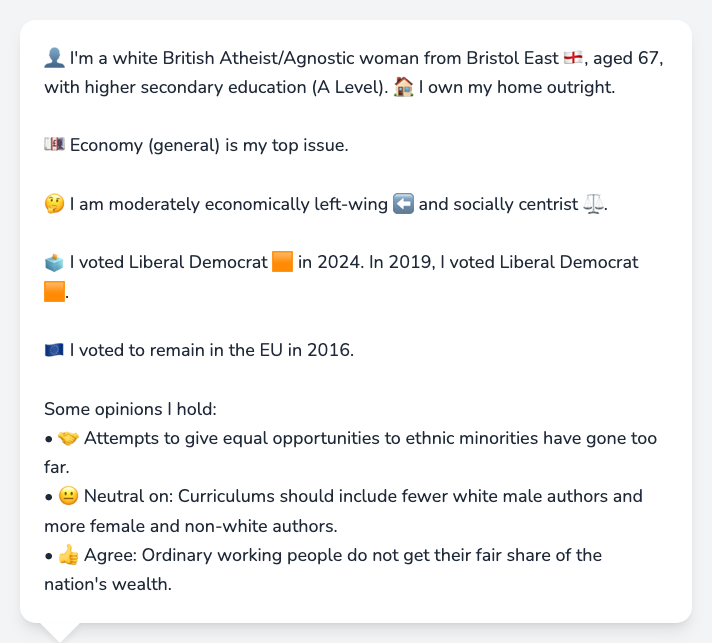 👤 I'm a white British Atheist/Agnostic woman from Bristol East 🏴󠁧󠁢󠁥󠁮󠁧󠁿, aged 67,
with higher secondary education (A Level). 🏠 I own my home outright.
💷 Economy (general) is my top issue.
🤔 I am moderately economically left-wing ⬅️ and socially centrist ⚖️.
🗳️ I voted Liberal Democrat 🟧 in 2024. In 2019, I voted Liberal Democrat
🟧.
🇪🇺 I voted to remain in the EU in 2016.
Some opinions I hold:
• 🤝 Attempts to give equal opportunities to ethnic minorities have gone too
far.
• 😐 Neutral on: Curriculums should include fewer white male authors and
more female and non-white authors.
• 👍 Agree: Ordinary working people do not get their fair share of the
nation's wealth.